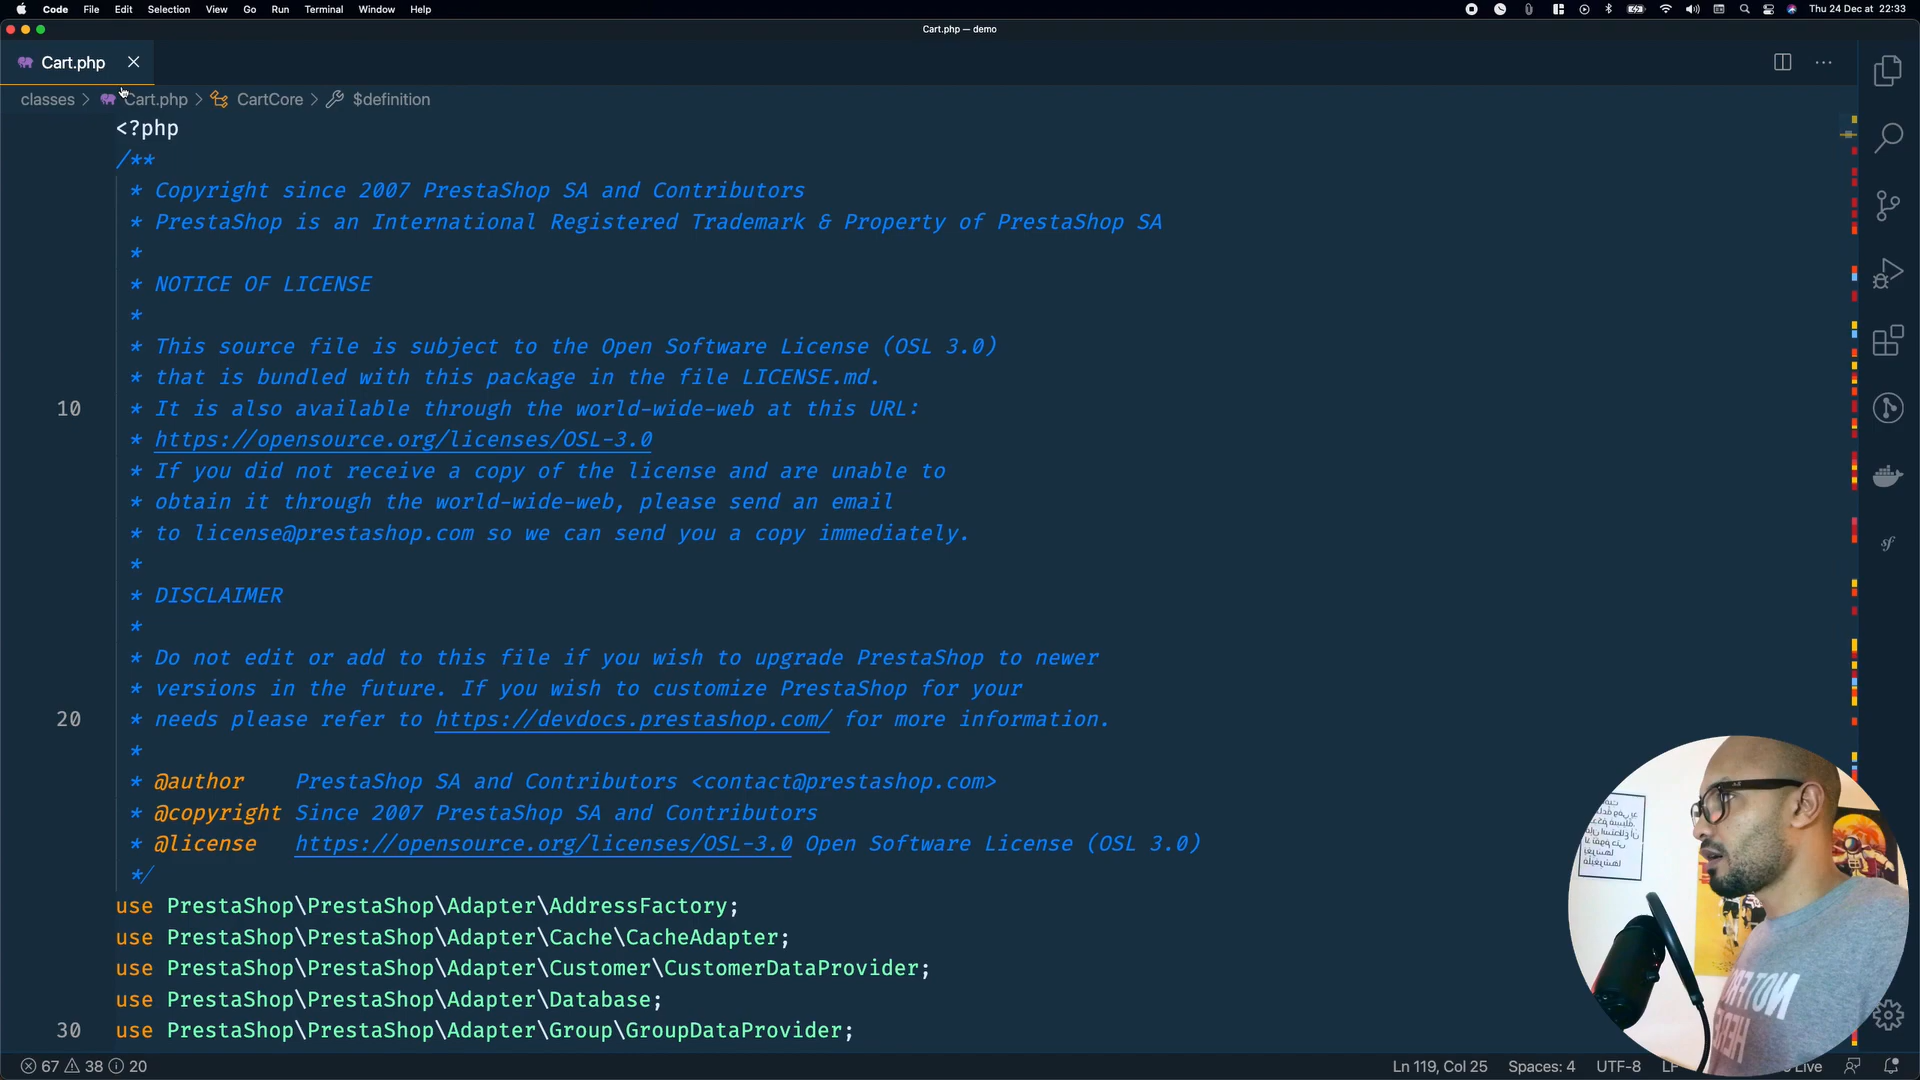 Code File Edit Selection View Go Run Terminal Window Help
Thu 24 Dec at 22:33
Cart.php — demo
Cart.php
classes > Cart.php > CartCore > $definition
<?php
/**
* Copyright since 2007 PrestaShop SA and Contributors
* PrestaShop is an International Registered Trademark & Property of PrestaShop SA
*
* NOTICE OF LICENSE
*
* This source file is subject to the Open Software License (OSL 3.0)
* that is bundled with this package in the file LICENSE.md.
10 * It is also available through the world-wide-web at this URL:
* https://opensource.org/licenses/OSL-3.0
* If you did not receive a copy of the license and are unable to
* obtain it through the world-wide-web, please send an email
* to license@prestashop.com so we can send you a copy immediately.
*
* DISCLAIMER
*
* Do not edit or add to this file if you wish to upgrade PrestaShop to newer
* versions in the future. If you wish to customize PrestaShop for your
20 * needs please refer to https://devdocs.prestashop.com/ for more information.
*
* @author PrestaShop SA and Contributors <contact@prestashop.com>
* @copyright Since 2007 PrestaShop SA and Contributors
* @license https://opensource.org/licenses/OSL-3.0 Open Software License (OSL 3.0)
*/
use PrestaShop\PrestaShop\Adapter\AddressFactory;
use PrestaShop\PrestaShop\Adapter\Cache\CacheAdapter;
use PrestaShop\PrestaShop\Adapter\Customer\CustomerDataProvider;
use PrestaShop\PrestaShop\Adapter\Database;
30 use PrestaShop\PrestaShop\Adapter\Group\GroupDataProvider;
67 38 20
Ln 119, Col 25 Spaces: 4 UTF-8 Live